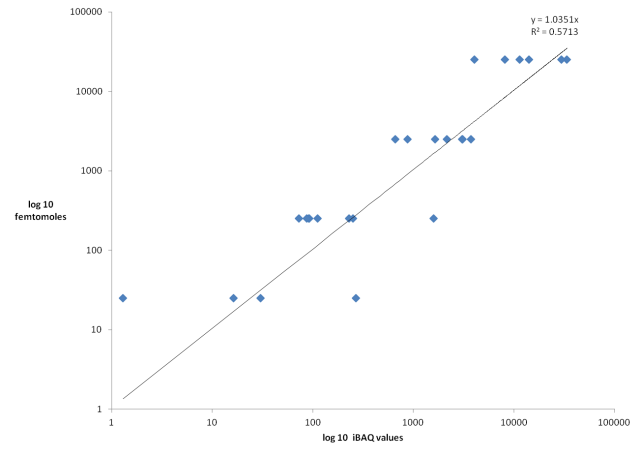 y = 1.0351x
R² = 0.5713
100000
10000
1000
100
10
1
log 10
femtomoles
1 10 100 1000 10000 100000
log 10 iBAQ values